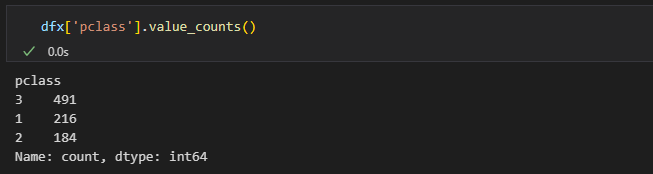 dfx['pclass'].value_counts()
0.0s
pclass
3    491
1    216
2    184
Name: count, dtype: int64